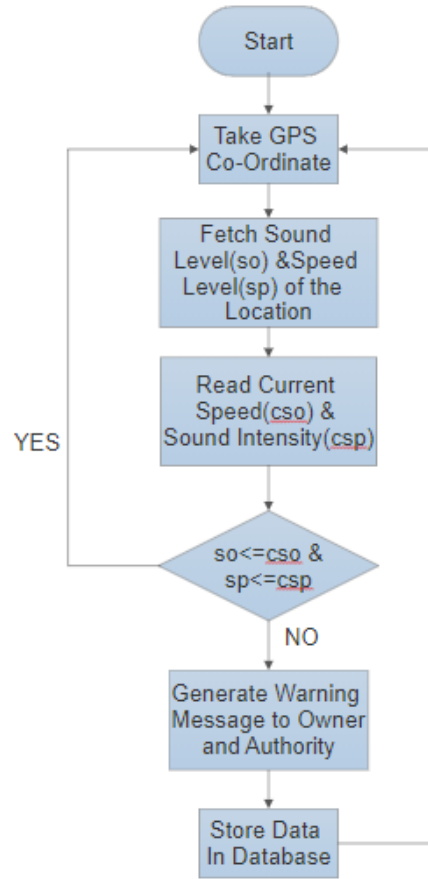 Start
Take GPS
Co-Ordinate
Fetch Sound
Level(so) &Speed
Level(sp) of the
Location
Read Current
Speed(cso) &
Sound Intensity(csp)
YES
so<=cso &
sp<=csp
NO
Generate Warning
Message to Owner
and Authority
Store Data
In Database